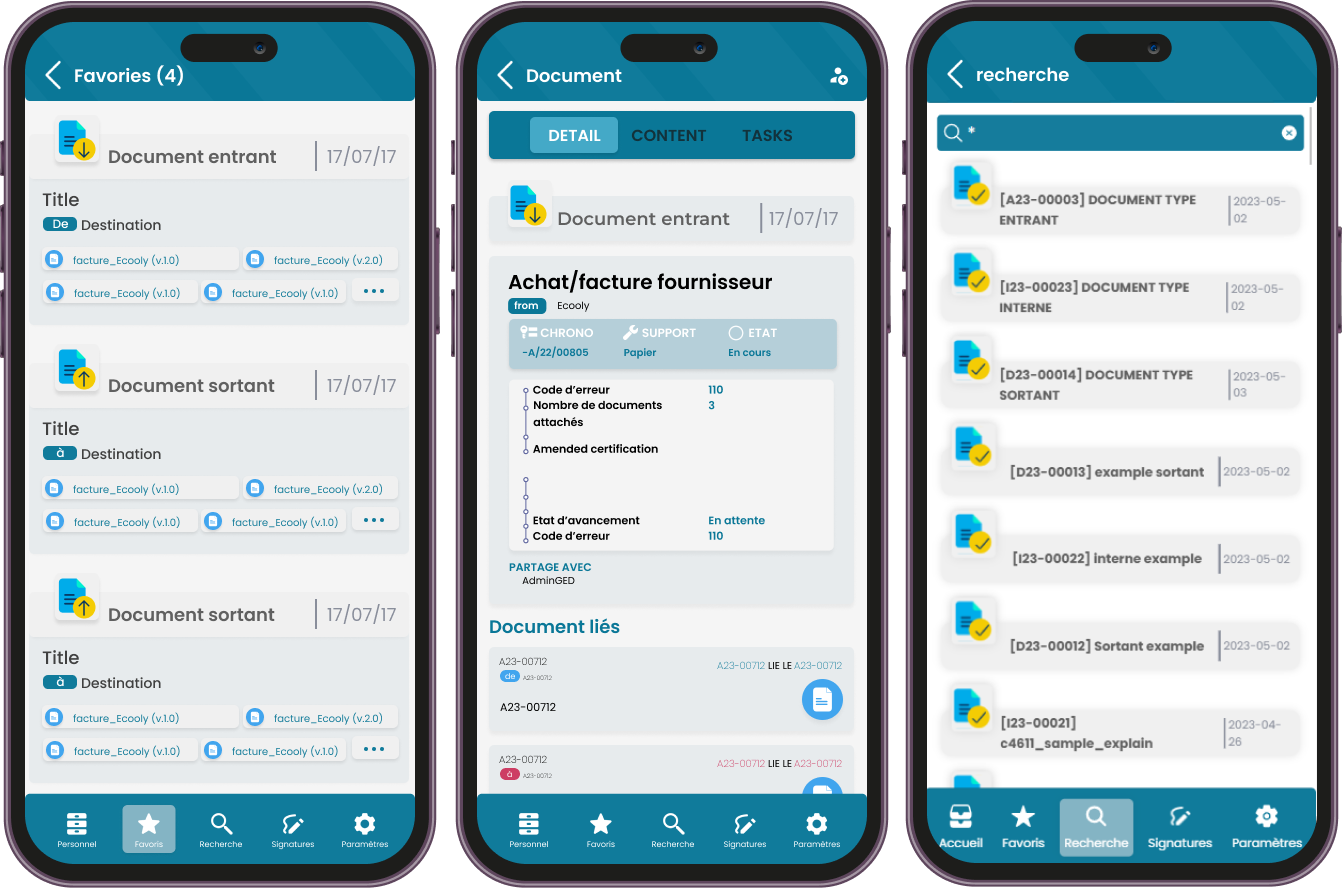 Favories (4)
Document entrant
17/07/17
Title
De Destination
facture_Ecooly (v.1.0)
facture_Ecooly (v.2.0)
facture_Ecooly (v.1.0)
facture_Ecooly (v.1.0)
Document sortant
17/07/17
Title
à Destination
facture_Ecooly (v.1.0)
facture_Ecooly (v.2.0)
facture_Ecooly (v.1.0)
facture_Ecooly (v.1.0)
Document sortant
17/07/17
Title
à Destination
facture_Ecooly (v.1.0)
facture_Ecooly (v.2.0)
facture_Ecooly (v.1.0)
facture_Ecooly (v.1.0)
Personnel
Favoris
Recherche
Signatures
Paramètres
Document
DETAIL
CONTENT
TASKS
Document entrant
17/07/17
Achat/facture fournisseur
from Ecooly
CHRONO
SUPPORT
ETAT
-A/22/00805
Papier
En cours
Code d'erreur 110
Nombre de documents 3
attachés
Amended certification
Etat d'avancement En attente
Code d'erreur 110
PARTAGE AVEC
AdminGED
Document liés
A23-00712
A23-00712 LIE LE A23-00712
de A23-00712
A23-00712
A23-00712
A23-00712 LIE LE A23-00712
à A23-00712
Personnel
Favoris
Recherche
Signatures
Paramètres
recherche
*
[A23-00003] DOCUMENT TYPE
ENTRANT
2023-05-
02
[I23-00023] DOCUMENT TYPE
INTERNE
2023-05-
02
[D23-00014] DOCUMENT TYPE
SORTANT
2023-05-
03
[D23-00013] example sortant
2023-05-02
[I23-00022] interne example
2023-05-02
[D23-00012] Sortant example
2023-05-02
[I23-00021]
c4611_sample_explain
2023-04-
26
Accueil
Favoris
Recherche
Signatures
Paramètres